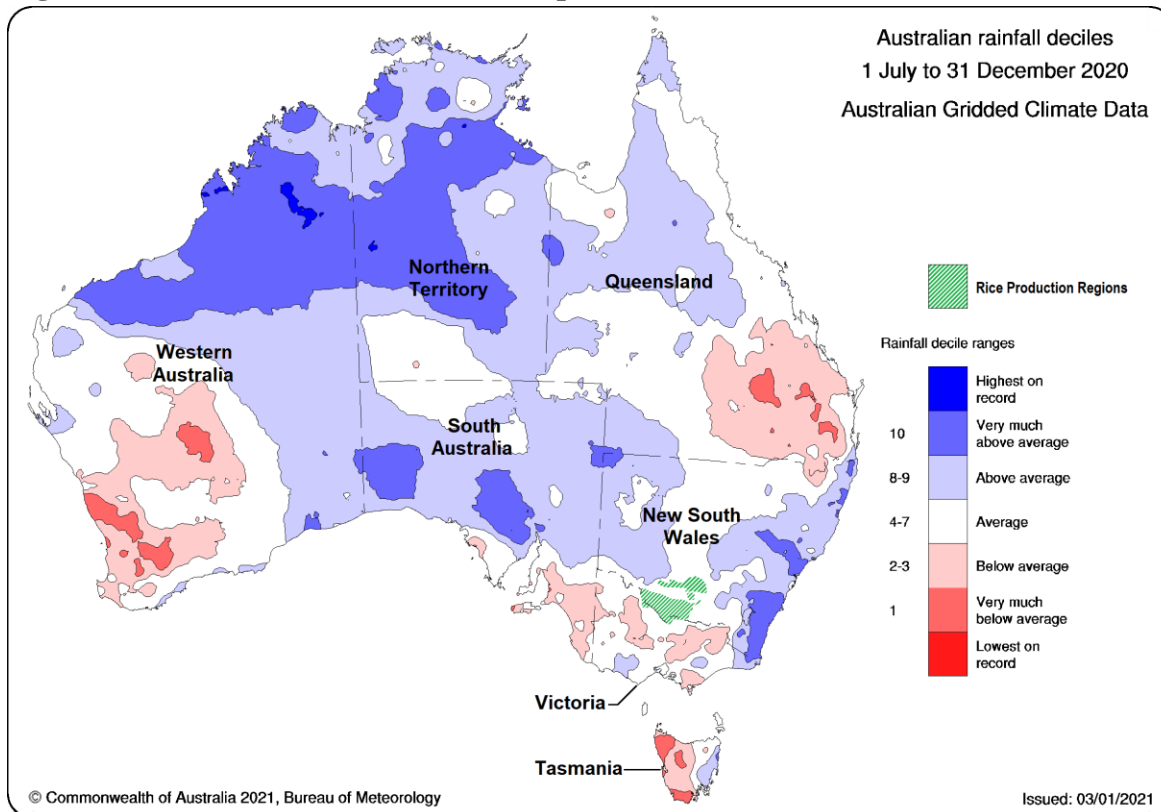 Australian rainfall deciles
1 July to 31 December 2020
Australian Gridded Climate Data
Northern
Territory
Queensland
Western
Australia
South
Australia
New South
Wales
Victoria
Tasmania
Rice Production Regions
Rainfall decile ranges
Highest on
record
10
Very much
above average
8-9
Above average
4-7
Average
2-3
Below average
1
Very much
below average
Lowest on
record
© Commonwealth of Australia 2021, Bureau of Meteorology
Issued: 03/01/2021